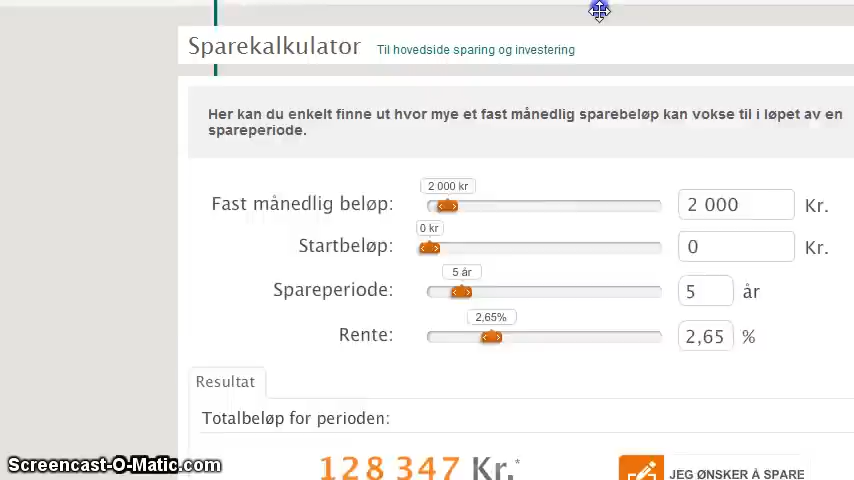 Sparekalkulator Til hovedside sparing og investering
Her kan du enkelt finne ut hvor mye et fast månedlig sparebeløp kan vokse til i løpet av en
spareperiode.
2 000 kr
Fast månedlig beløp: 2 000 Kr.
0 kr
Startbeløp: 0 Kr.
5 år
Spareperiode: 5 år
2,65%
Rente: 2,65 %
Resultat
Totalbeløp for perioden:
128 347 Kr.*
JEG ØNSKER Å SPARE
Screencast-O-Matic.com